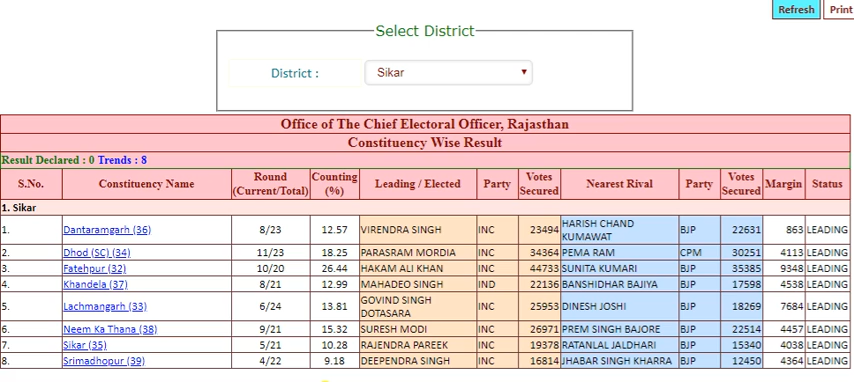 Refresh Print
Select District
District : Sikar
Office of The Chief Electoral Officer, Rajasthan
Constituency Wise Result
Result Declared : 0 Trends : 8
S.No. Constituency Name Round (Current/Total) Counting (%) Leading / Elected Party Votes Secured Nearest Rival Party Votes Secured Margin Status
1. Sikar
1. Dantaramgarh (36) 8/23 12.57 VIRENDRA SINGH INC 23494 HARISH CHAND KUMAWAT BJP 22631 863 LEADING
2. Dhod (SC) (34) 11/23 18.25 PARASRAM MORDIA INC 34364 PEMA RAM CPM 30251 4113 LEADING
3. Fatehpur (32) 10/20 26.44 HAKAM ALI KHAN INC 44733 SUNITA KUMARI BJP 35385 9348 LEADING
4. Khandela (37) 8/21 12.99 MAHADEO SINGH IND 22136 BANSHIDHAR BAJIYA BJP 17598 4538 LEADING
5. Lachmangarh (33) 6/24 13.81 GOVIND SINGH DOTASARA INC 25953 DINESH JOSHI BJP 18269 7684 LEADING
6. Neem Ka Thana (38) 9/21 15.32 SURESH MODI INC 26971 PREM SINGH BAJORE BJP 22514 4457 LEADING
7. Sikar (35) 5/21 10.28 RAJENDRA PAREEK INC 19378 RATANLAL JALDHARI BJP 15340 4038 LEADING
8. Srimadhopur (39) 4/22 9.18 DEEPENDRA SINGH INC 16814 JHABAR SINGH KHARRA BJP 12450 4364 LEADING